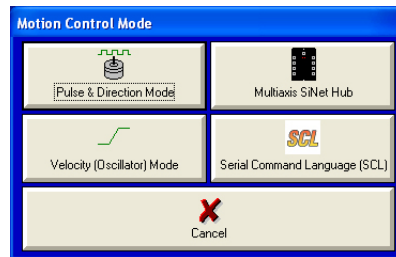 Motion Control Mode
Pulse & Direction Mode
Multiaxis SiNet Hub
Velocity (Oscillator) Mode
SCL
Serial Command Language (SCL)
Cancel